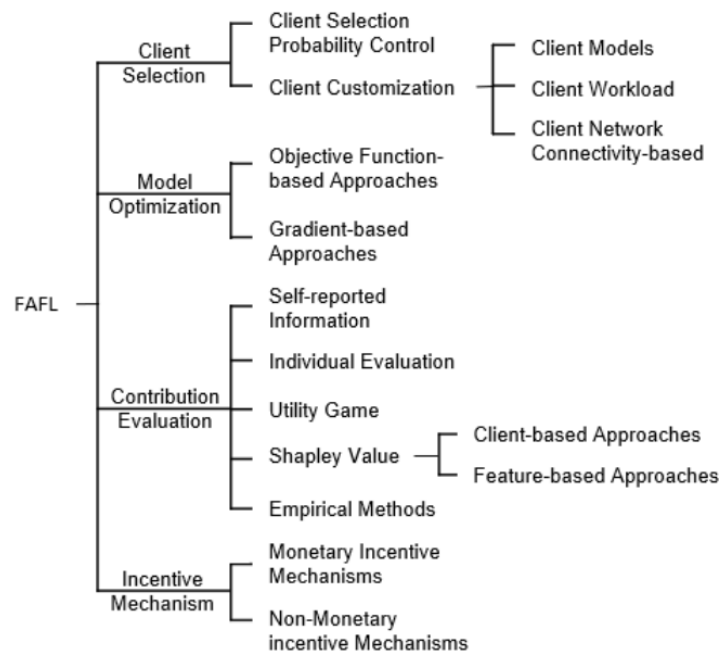 Client Selection
Probability Control
Client
Selection
Client Customization
Client Models
Client Workload
Client Network
Connectivity-based
Objective Function-
based Approaches
Model
Optimization
Gradient-based
Approaches
FAFL
Self-reported
Information
Individual Evaluation
Contribution
Evaluation
Utility Game
Shapley Value
Client-based Approaches
Feature-based Approaches
Empirical Methods
Monetary Incentive
Mechanisms
Incentive
Mechanism
Non-Monetary
incentive Mechanisms